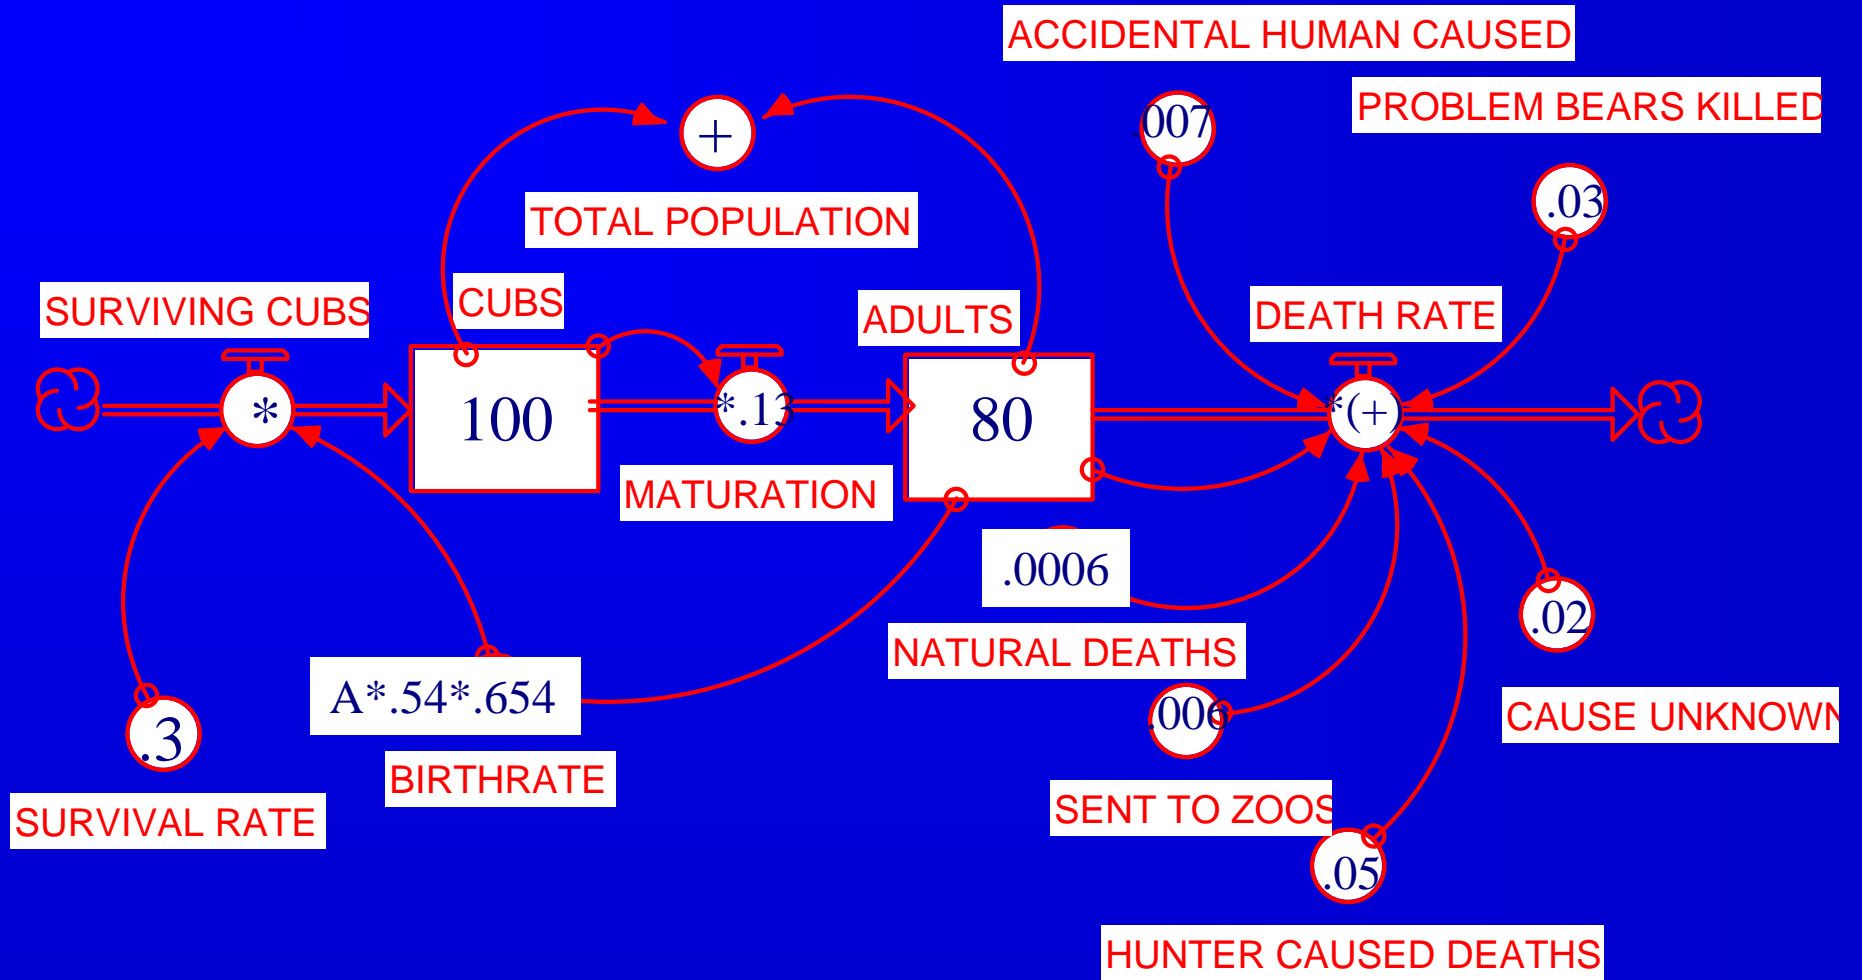 ACCIDENTAL HUMAN CAUSED
.007
PROBLEM BEARS KILLED
.03
+
TOTAL POPULATION
SURVIVING CUBS
*
CUBS
100
*.13
MATURATION
ADULTS
80
DEATH RATE
*(+)
.0006
NATURAL DEATHS
.02
CAUSE UNKNOWN
A*.54*.654
BIRTHRATE
.3
SURVIVAL RATE
.006
SENT TO ZOOS
.05
HUNTER CAUSED DEATHS